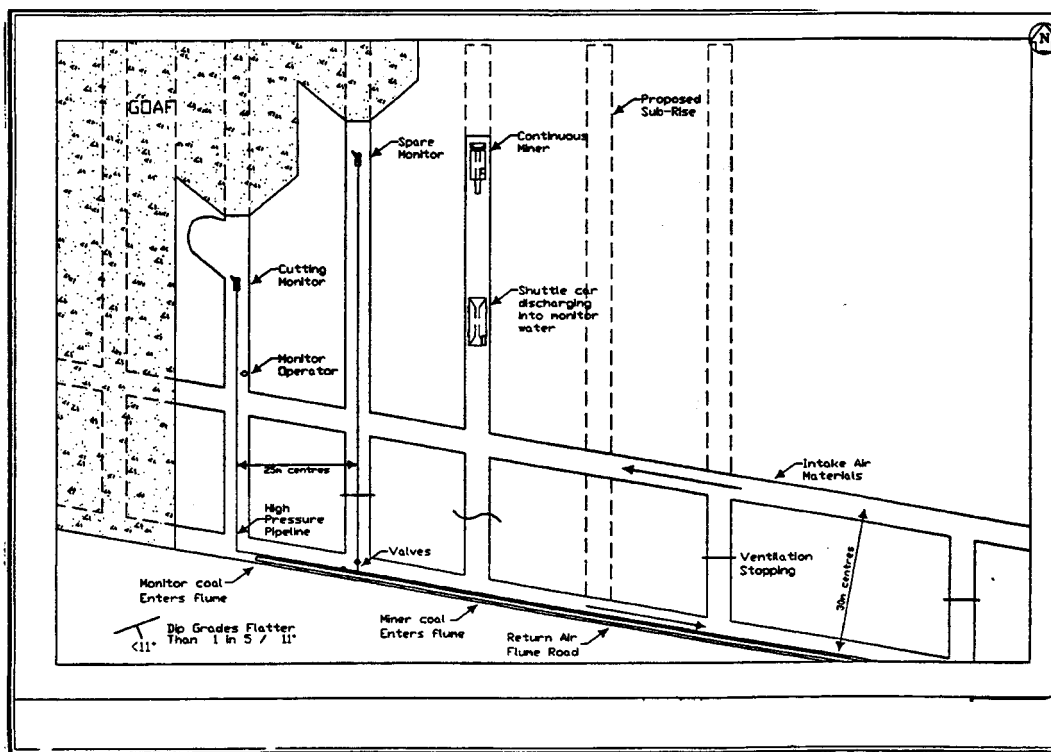 N
GOAF
Spare
Monitor
Continuous
Miner
Proposed
Sub-Rise
Cutting
Monitor
Shuttle car
discharging
into monitor
water
Monitor
Operator
25m centres
Intake Air
Materials
High
Pressure
Pipeline
Valves
Ventilation
Stopping
30m centres
Monitor coal
Enters flume
Miner coal
Enters flume
Return Air
Flume Road
<11°
Dip Grades Flatter
Than 1 in 5 / 11°